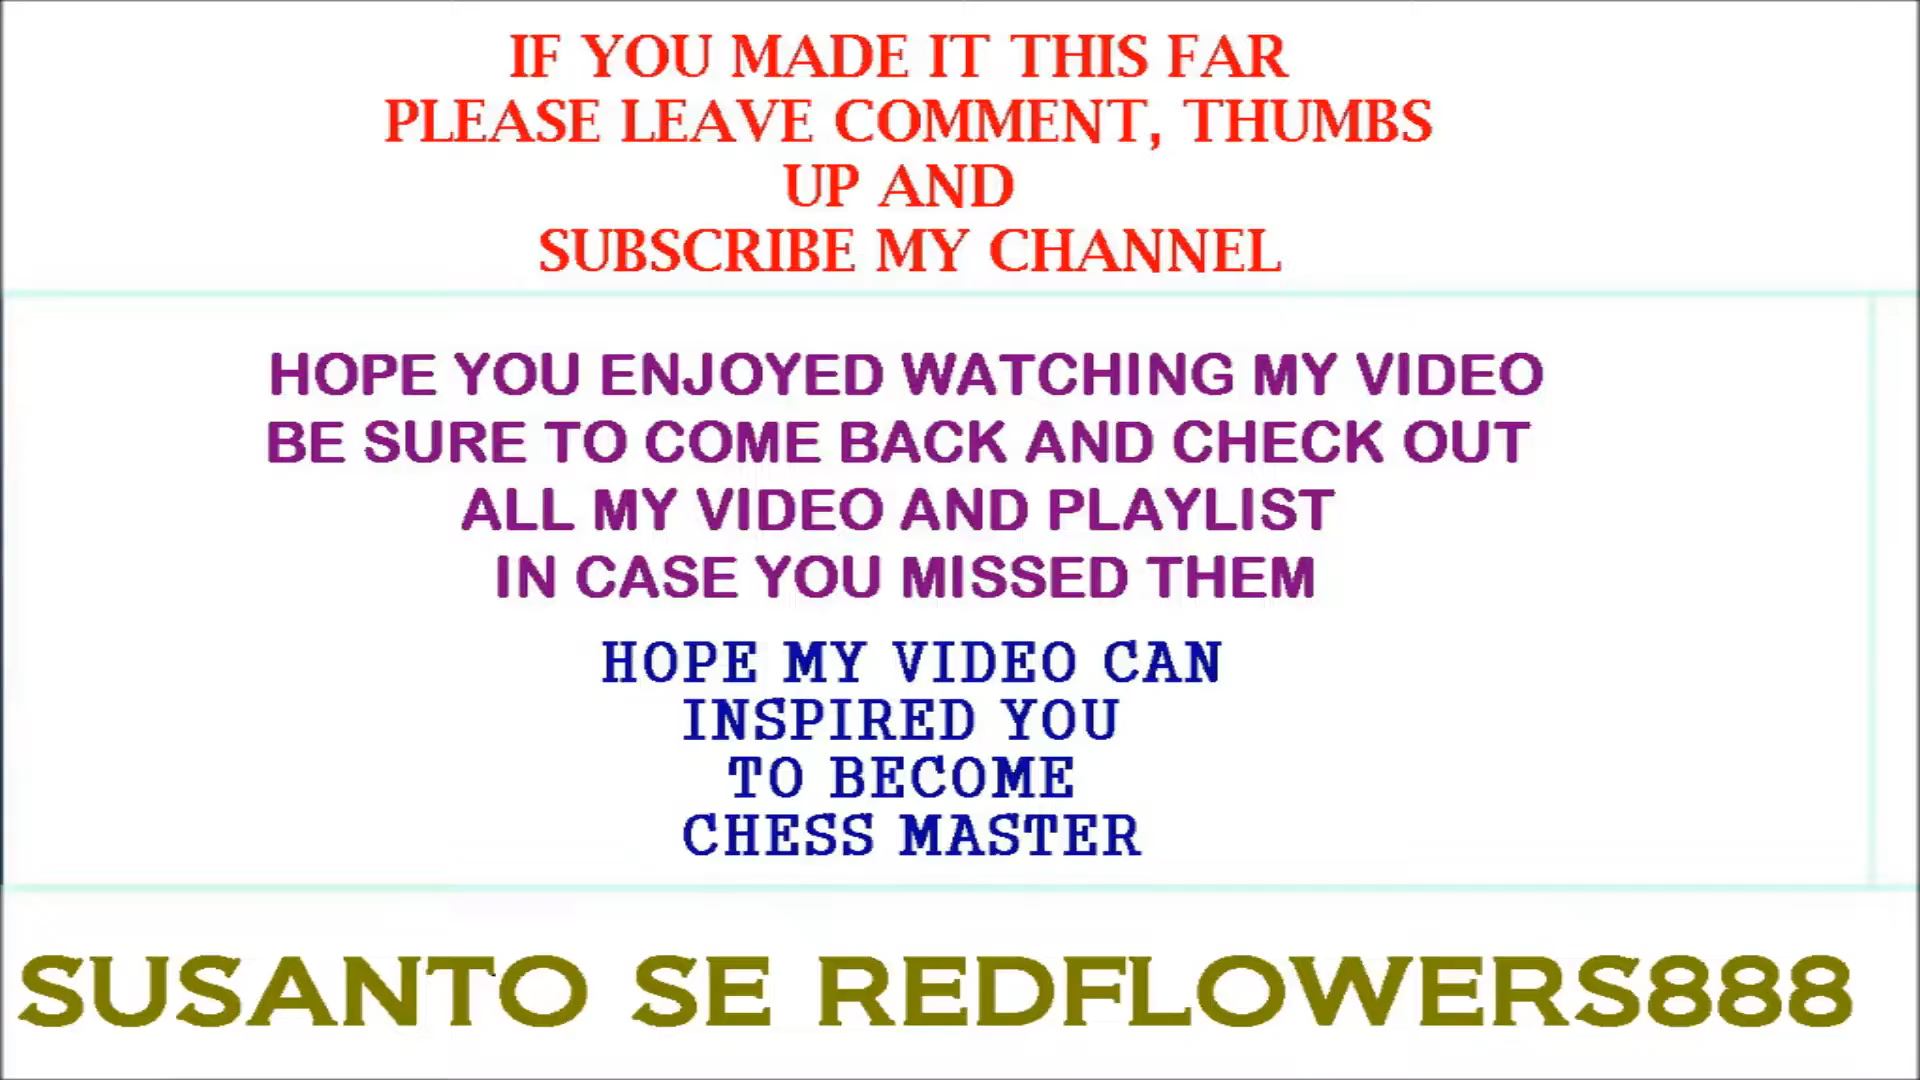 IF YOU MADE IT THIS FAR
PLEASE LEAVE COMMENT, THUMBS
UP AND
SUBSCRIBE MY CHANNEL
HOPE YOU ENJOYED WATCHING MY VIDEO
BE SURE TO COME BACK AND CHECK OUT
ALL MY VIDEO AND PLAYLIST
IN CASE YOU MISSED THEM
HOPE MY VIDEO CAN
INSPIRED YOU
TO BECOME
CHESS MASTER
SUSANTO SE REDFLOWERS888